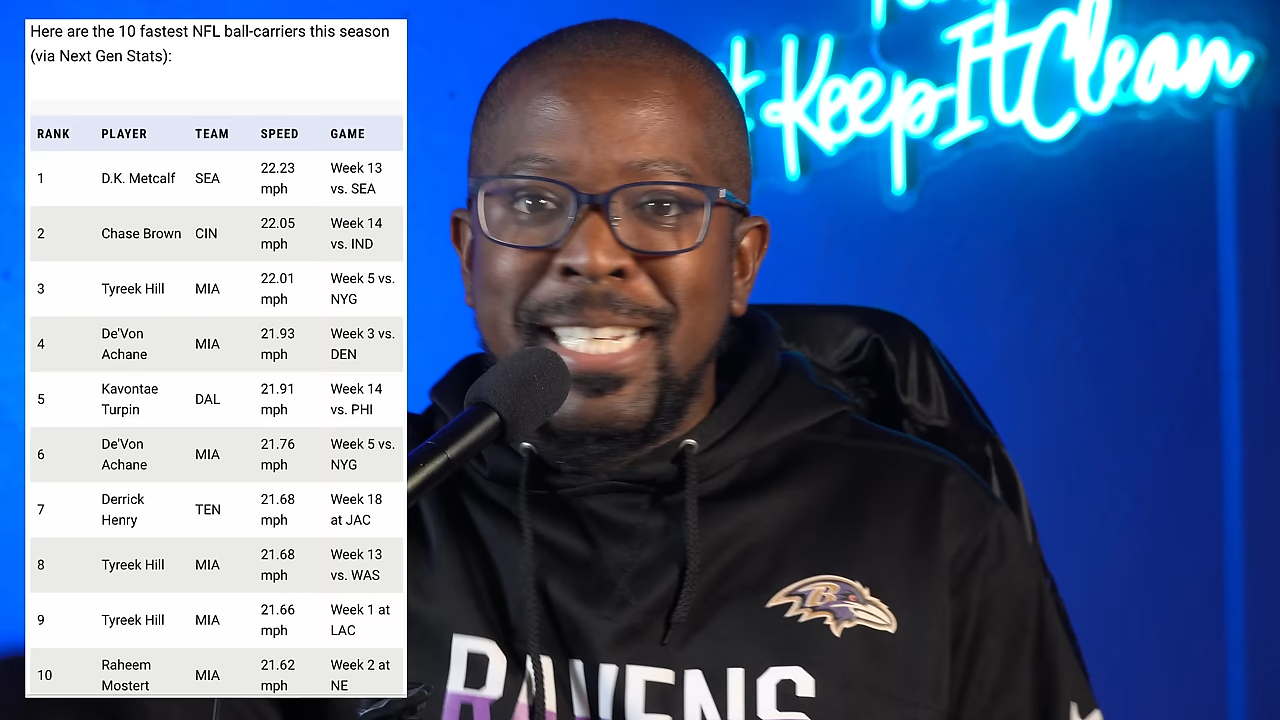 Here are the 10 fastest NFL ball-carriers this season
(via Next Gen Stats):
RANK PLAYER TEAM SPEED GAME
1 D.K. Metcalf SEA 22.23 mph Week 13 vs. SEA
2 Chase Brown CIN 22.05 mph Week 14 vs. IND
3 Tyreek Hill MIA 22.01 mph Week 5 vs. NYG
4 De'Von Achane MIA 21.93 mph Week 3 vs. DEN
5 Kavontae Turpin DAL 21.91 mph Week 14 vs. PHI
6 De'Von Achane MIA 21.76 mph Week 5 vs. NYG
7 Derrick Henry TEN 21.68 mph Week 18 at JAC
8 Tyreek Hill MIA 21.68 mph Week 13 vs. WAS
9 Tyreek Hill MIA 21.66 mph Week 1 at LAC
10 Raheem Mostert MIA 21.62 mph Week 2 at NE
KeepItClean
B
RAVENS